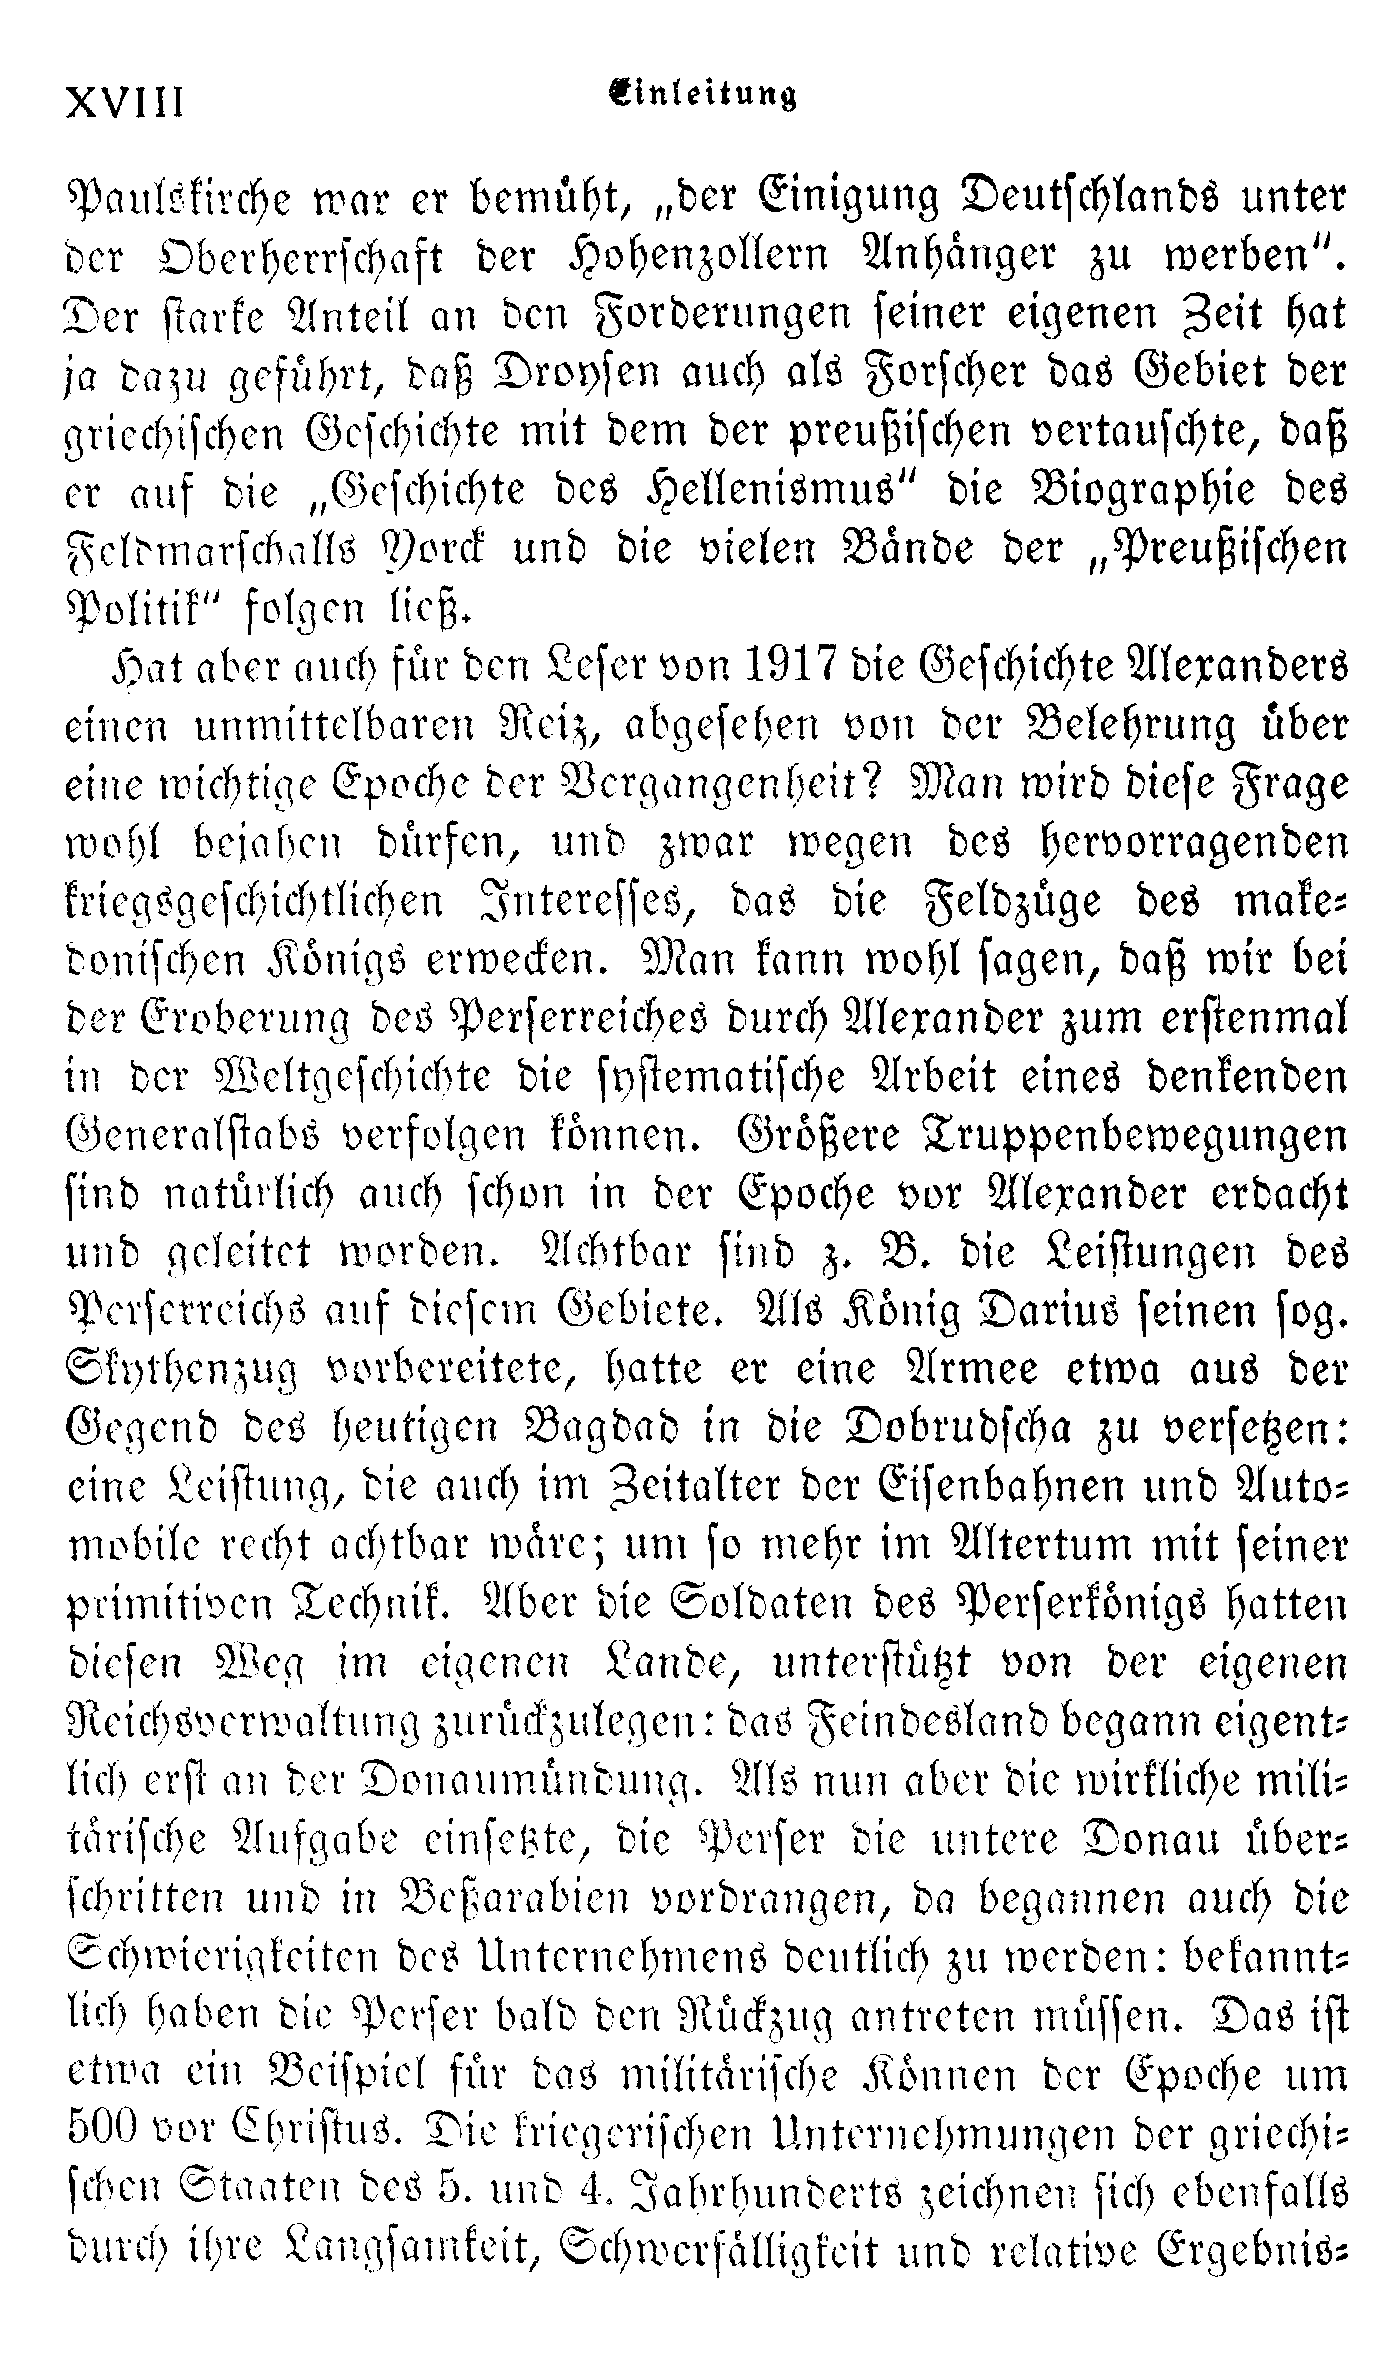 XVIII Einleitung
Paulskirche war er bemüht, „der Einigung Deutschlands unter
der Oberherrschaft der Hohenzollern Anhänger zu werben“.
Der starke Anteil an den Forderungen seiner eigenen Zeit hat
ja dazu geführt, daß Droysen auch als Forscher das Gebiet der
griechischen Geschichte mit dem der preußischen vertauschte, daß
er auf die „Geschichte des Hellenismus“ die Biographie des
Feldmarschalls Yorck und die vielen Bände der „Preußischen
Politik“ folgen ließ.
Hat aber auch für den Leser von 1917 die Geschichte Alexanders
einen unmittelbaren Reiz, abgesehen von der Belehrung über
eine wichtige Epoche der Vergangenheit? Man wird diese Frage
wohl bejahen dürfen, und zwar wegen des hervorragenden
kriegsgeschichtlichen Interesses, das die Feldzüge des make-
donischen Königs erwecken. Man kann wohl sagen, daß wir bei
der Eroberung des Perserreiches durch Alexander zum erstenmal
in der Weltgeschichte die systematische Arbeit eines denkenden
Generalstabs verfolgen können. Größere Truppenbewegungen
sind natürlich auch schon in der Epoche vor Alexander erdacht
und geleitet worden. Achtbar sind z. B. die Leistungen des
Perserreichs auf diesem Gebiete. Als König Darius seinen sog.
Skythenzug vorbereitete, hatte er eine Armee etwa aus der
Gegend des heutigen Bagdad in die Dobrudscha zu versetzen:
eine Leistung, die auch im Zeitalter der Eisenbahnen und Auto-
mobile recht achtbar wäre; um so mehr im Altertum mit seiner
primitiven Technik. Aber die Soldaten des Perserkönigs hatten
diesen Weg im eigenen Lande, unterstützt von der eigenen
Reichsverwaltung zurückzulegen: das Feindesland begann eigent-
lich erst an der Donaumündung. Als nun aber die wirkliche mili-
tärische Aufgabe einsetzte, die Perser die untere Donau über-
schritten und in Beßarabien vordrangen, da begannen auch die
Schwierigkeiten des Unternehmens deutlich zu werden: bekannt-
lich haben die Perser bald den Rückzug antreten müssen. Das ist
etwa ein Beispiel für das militärische Können der Epoche um
500 vor Christus. Die kriegerischen Unternehmungen der griechi-
schen Staaten des 5. und 4. Jahrhunderts zeichnen sich ebenfalls
durch ihre Langsamkeit, Schwerfälligkeit und relative Ergebnis-